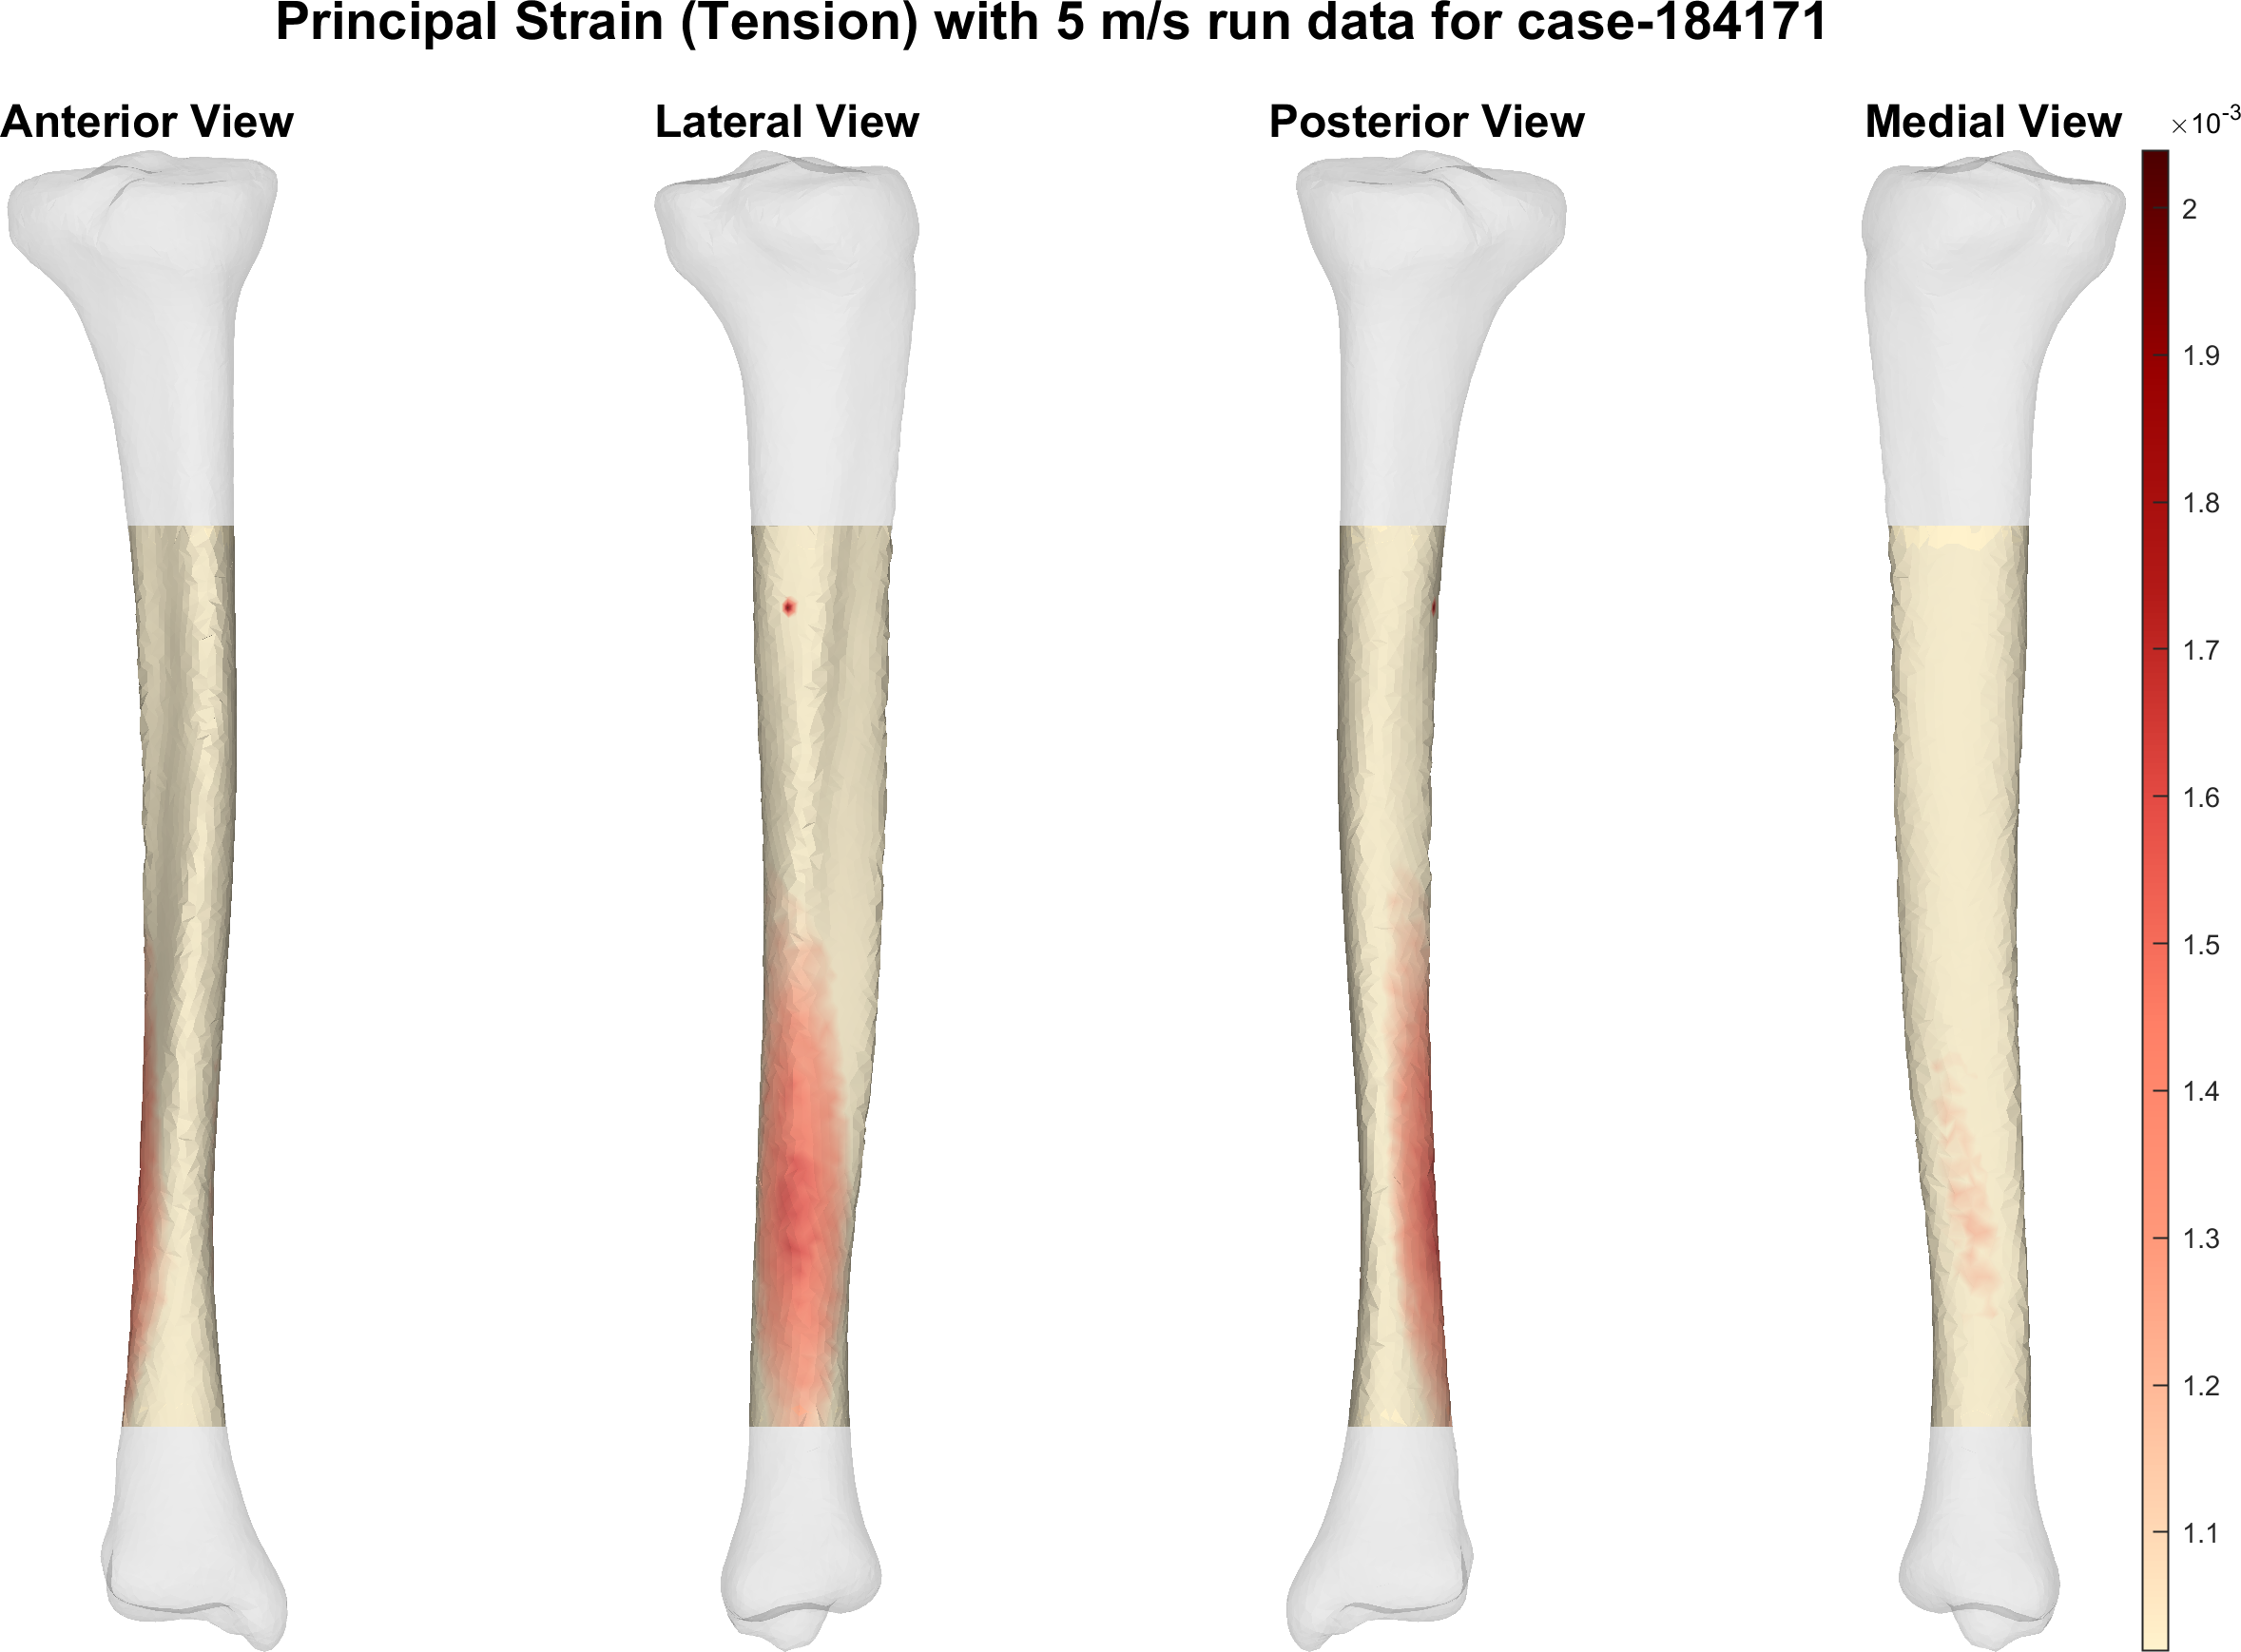 Principal Strain (Tension) with 5 m/s run data for case-184171
Anterior View
Lateral View
Posterior View
Medial View
×10-3
2
1.9
1.8
1.7
1.6
1.5
1.4
1.3
1.2
1.1